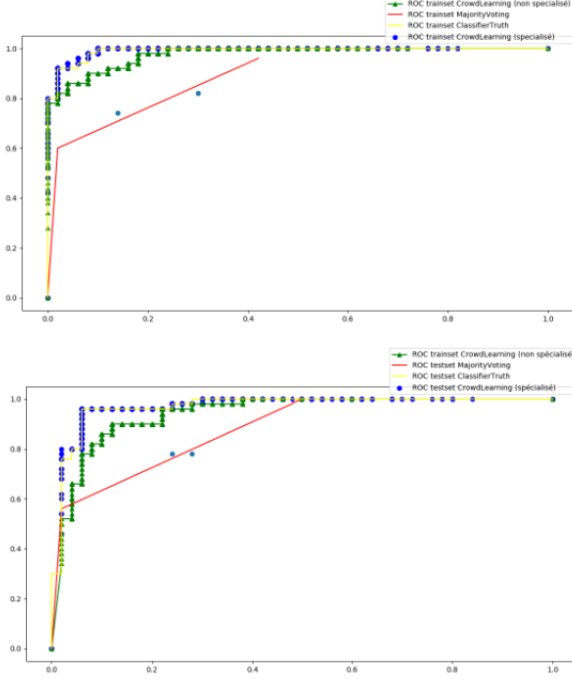 ROC trainset CrowdLearning (non specialisé)
ROC trainset MajorityVoting
ROC trainset ClassifierTruth
ROC trainset CrowdLearning (specialisé)
1.0
0.8
0.6
0.4
0.2
0.0
0.0 0.2 0.4 0.6 0.8 1.0
ROC trainset CrowdLearning (non spécialisé)
ROC testset MajorityVoting
ROC testset ClassifierTruth
ROC testset CrowdLearning (spécialisé)
1.0
0.8
0.6
0.4
0.2
0.0
0.0 0.2 0.4 0.6 0.8 1.0